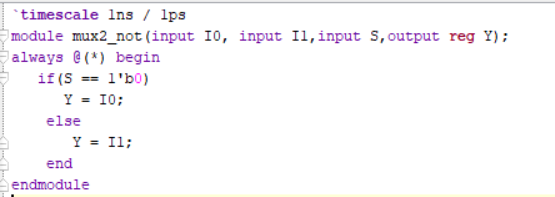 `timescale 1ns / 1ps
module mux2_not(input I0, input I1,input S,output reg Y);
always @(*) begin
if(S == 1'b0)
Y = I0;
else
Y = I1;
end
endmodule